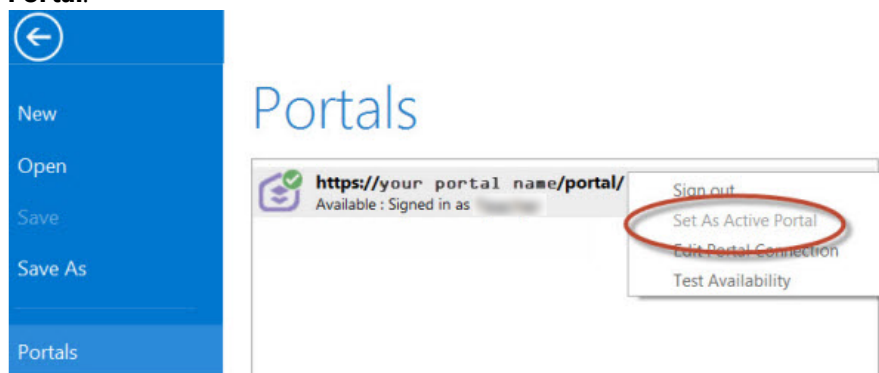 Portal.
New
Open
Save
Save As
Portals
Portals
https://your portal name/portal/
Available : Signed in as
Sign out
Set As Active Portal
Edit Portal Connection
Test Availability